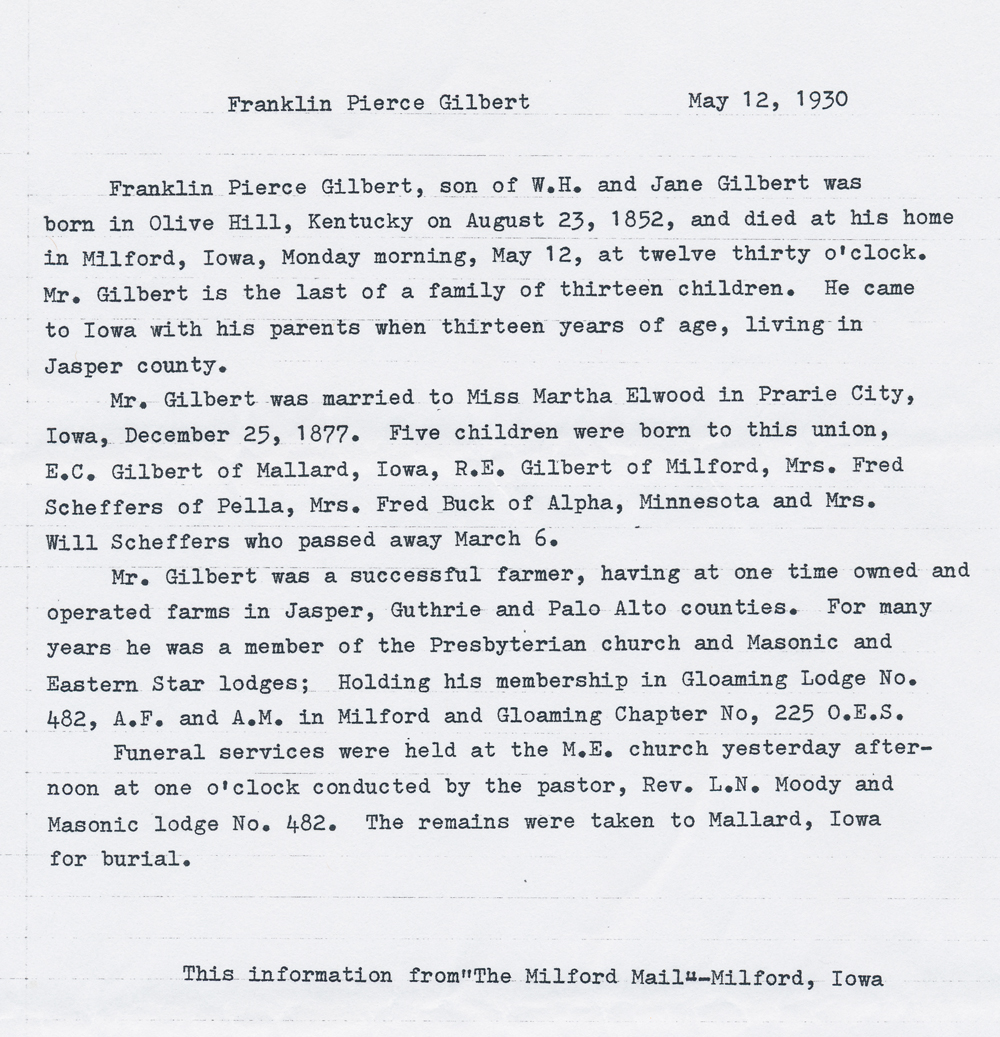 Franklin Pierce Gilbert May 12, 1930
Franklin Pierce Gilbert, son of W.H. and Jane Gilbert was
born in Olive Hill, Kentucky on August 23, 1852, and died at his home
in Milford, Iowa, Monday morning, May 12, at twelve thirty o'clock.
Mr. Gilbert is the last of a family of thirteen children. He came
to Iowa with his parents when thirteen years of age, living in
Jasper county.
Mr. Gilbert was married to Miss Martha Elwood in Prarie City,
Iowa, December 25, 1877. Five children were born to this union,
E.C. Gilbert of Mallard, Iowa, R.E. Gilbert of Milford, Mrs. Fred
Scheffers of Pella, Mrs. Fred Buck of Alpha, Minnesota and Mrs.
Will Scheffers who passed away March 6.
Mr. Gilbert was a successful farmer, having at one time owned and
operated farms in Jasper, Guthrie and Palo Alto counties. For many
years he was a member of the Presbyterian church and Masonic and
Eastern Star lodges; Holding his membership in Gloaming Lodge No.
482, A.F. and A.M. in Milford and Gloaming Chapter No, 225 O.E.S.
Funeral services were held at the M.E. church yesterday after-
noon at one o'clock conducted by the pastor, Rev. L.N. Moody and
Masonic lodge No. 482. The remains were taken to Mallard, Iowa
for burial.
This information from"The Milford Mail"-Milford, Iowa